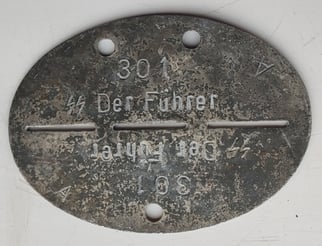 301 A
ᛋᛋ Der Führer
ᛋᛋ Der Führer
A 301